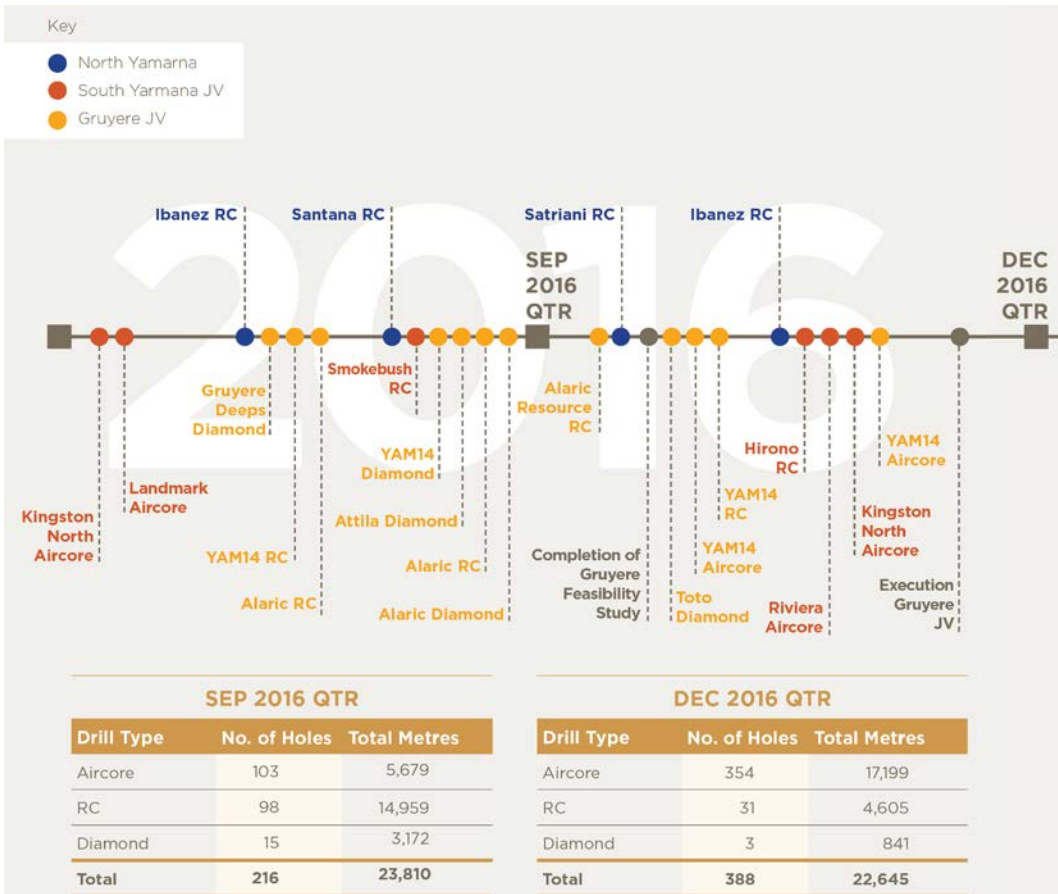 Key
North Yamarna
South Yarmana JV
Gruyere JV
2016
Ibanez RC
Santana RC
Satriani RC
Ibanez RC
SEP
2016
QTR
DEC
2016
QTR
Kingston
North
Aircore
Landmark
Aircore
Gruyere
Deeps
Diamond
YAM14 RC
Alaric RC
Smokebush
RC
YAM14
Diamond
Attila Diamond
Alaric RC
Alaric Diamond
Alaric
Resource
RC
Completion of
Gruyere
Feasibility
Study
Toto
Diamond
YAM14
Aircore
YAM14
RC
Hirono
RC
Riviera
Aircore
Kingston
North
Aircore
YAM14
Aircore
Execution
Gruyere
JV
SEP 2016 QTR
Drill Type No. of Holes Total Metres
Aircore 103 5,679
RC 98 14,959
Diamond 15 3,172
Total 216 23,810
DEC 2016 QTR
Drill Type No. of Holes Total Metres
Aircore 354 17,199
RC 31 4,605
Diamond 3 841
Total 388 22,645